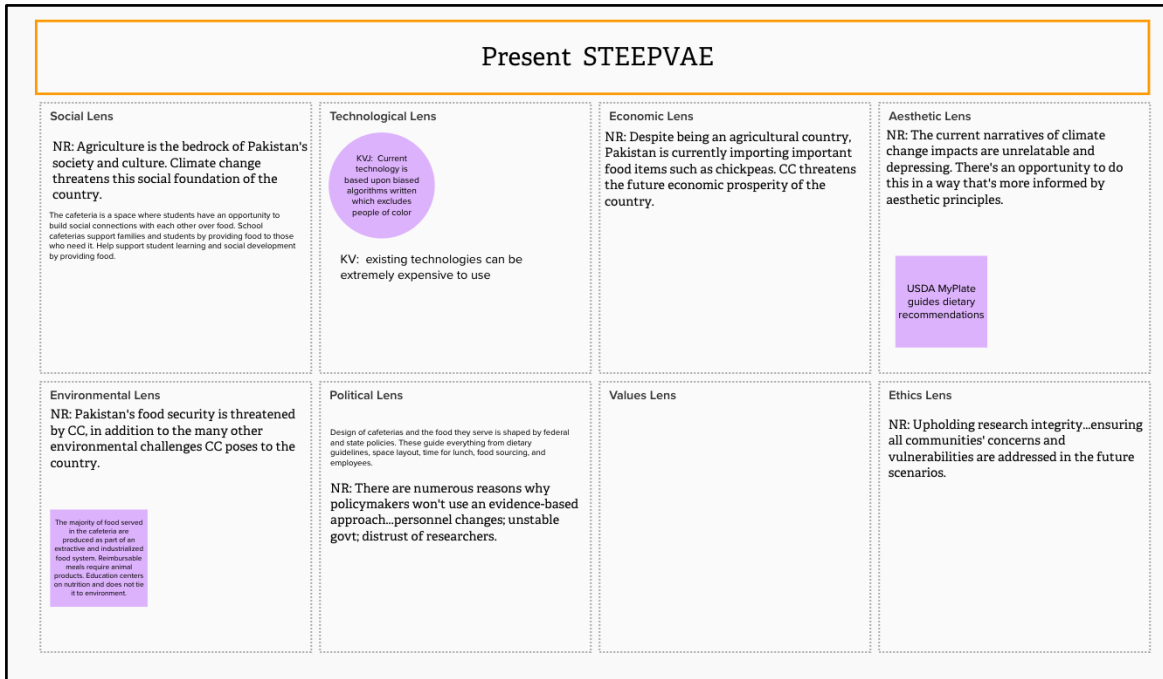 Present STEEPVAE
Social Lens
NR: Agriculture is the bedrock of Pakistan's
society and culture. Climate change
threatens this social foundation of the
country.
The cafeteria is a space where students have an opportunity to
build social connections with each other over food. School
cafeterias support families and students by providing food to those
who need it. Help support student learning and social development
by providing food.
Technological Lens
KVJ: Current
technology is
based upon biased
algorithms written
which excludes
people of color
KV: existing technologies can be
extremely expensive to use
Economic Lens
NR: Despite being an agricultural country,
Pakistan is currently importing important
food items such as chickpeas. CC threatens
the future economic prosperity of the
country.
Aesthetic Lens
NR: The current narratives of climate
change impacts are unrelatable and
depressing. There's an opportunity to do
this in a way that's more informed by
aesthetic principles.
USDA MyPlate
guides dietary
recommendations
Environmental Lens
NR: Pakistan's food security is threatened
by CC, in addition to the many other
environmental challenges CC poses to the
country.
The majority of food served
in the cafeteria are
produced as part of an
extractive and industrialized
food system. Reimbursable
meals require animal
products. Education centers
on nutrition and does not tie
it to environment.
Political Lens
Design of cafeterias and the food they serve is shaped by federal
and state policies. These guide everything from dietary
guidelines, space layout, time for lunch, food sourcing, and
employees.
NR: There are numerous reasons why
policymakers won't use an evidence-based
approach...personnel changes; unstable
govt; distrust of researchers.
Values Lens
Ethics Lens
NR: Upholding research integrity...ensuring
all communities' concerns and
vulnerabilities are addressed in the future
scenarios.